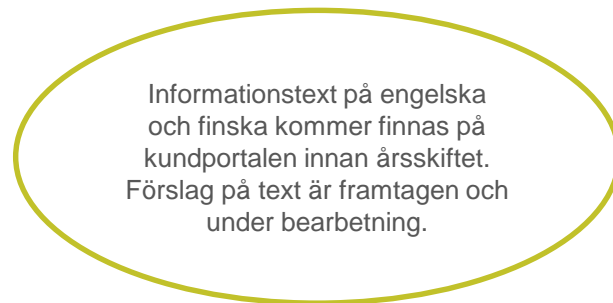 Informationstext på engelska
och finska kommer finnas på
kundportalen innan årsskiftet.
Förslag på text är framtagen och
under bearbetning.